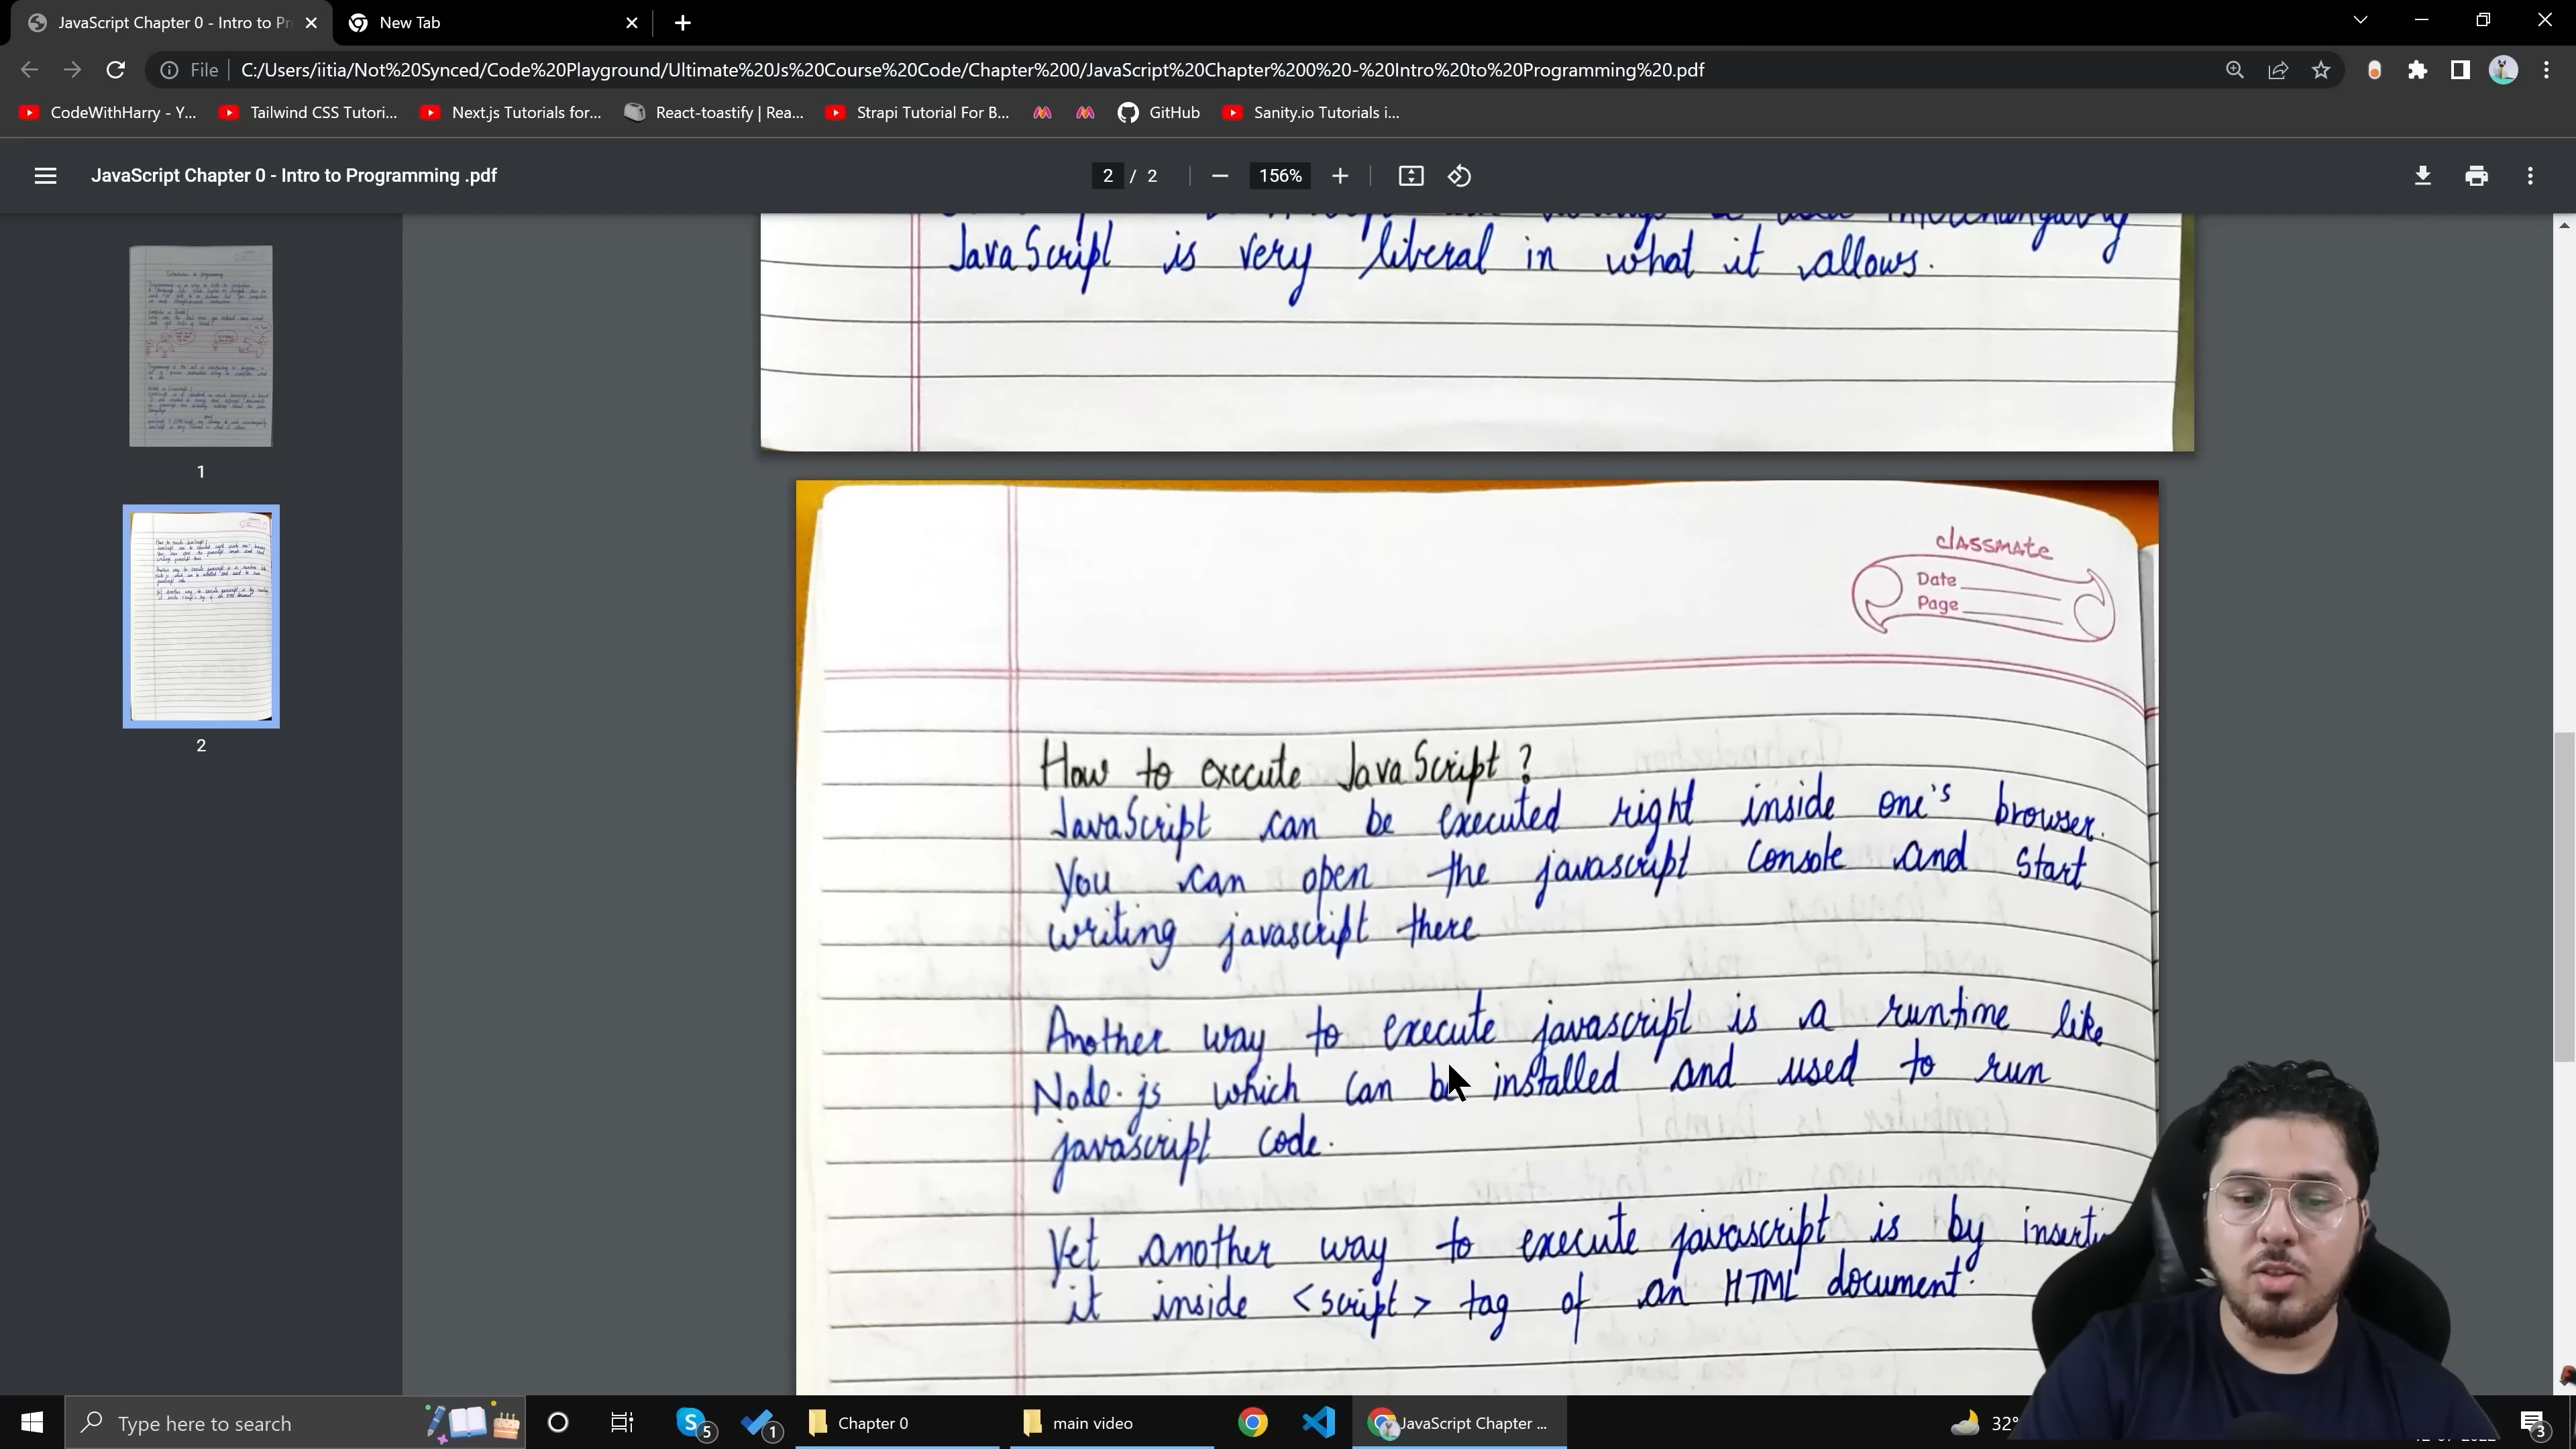 JavaScript Chapter 0 - Intro to Pr
New Tab
File
C:/Users/iitia/Not%20Synced/Code%20Playground/Ultimate%20Js%20Course%20Code/Chapter%200/JavaScript%20Chapter%200%20-%20Intro%20to%20Programming%20.pdf
CodeWithHarry - Y...
Tailwind CSS Tutori...
Next.js Tutorials for...
React-toastify | Rea...
Strapi Tutorial For B...
GitHub
Sanity.io Tutorials i...
JavaScript Chapter 0 - Intro to Programming .pdf
2 / 2
156%
1
2
JavaScript is very liberal in what it allows.
classmate
Date
Page
How to execute JavaScript?
JavaScript can be executed right inside one's browser.
You can open the javascript console and start
writing javascript there
Another way to execute javascript is a runtime like
Node.js which can be installed and used to run
javascript code.
Yet another way to execute javascript is by inserti
it inside <script> tag of an HTML document.
Type here to search
5
1
Chapter 0
main video
JavaScript Chapter ...
32°
3